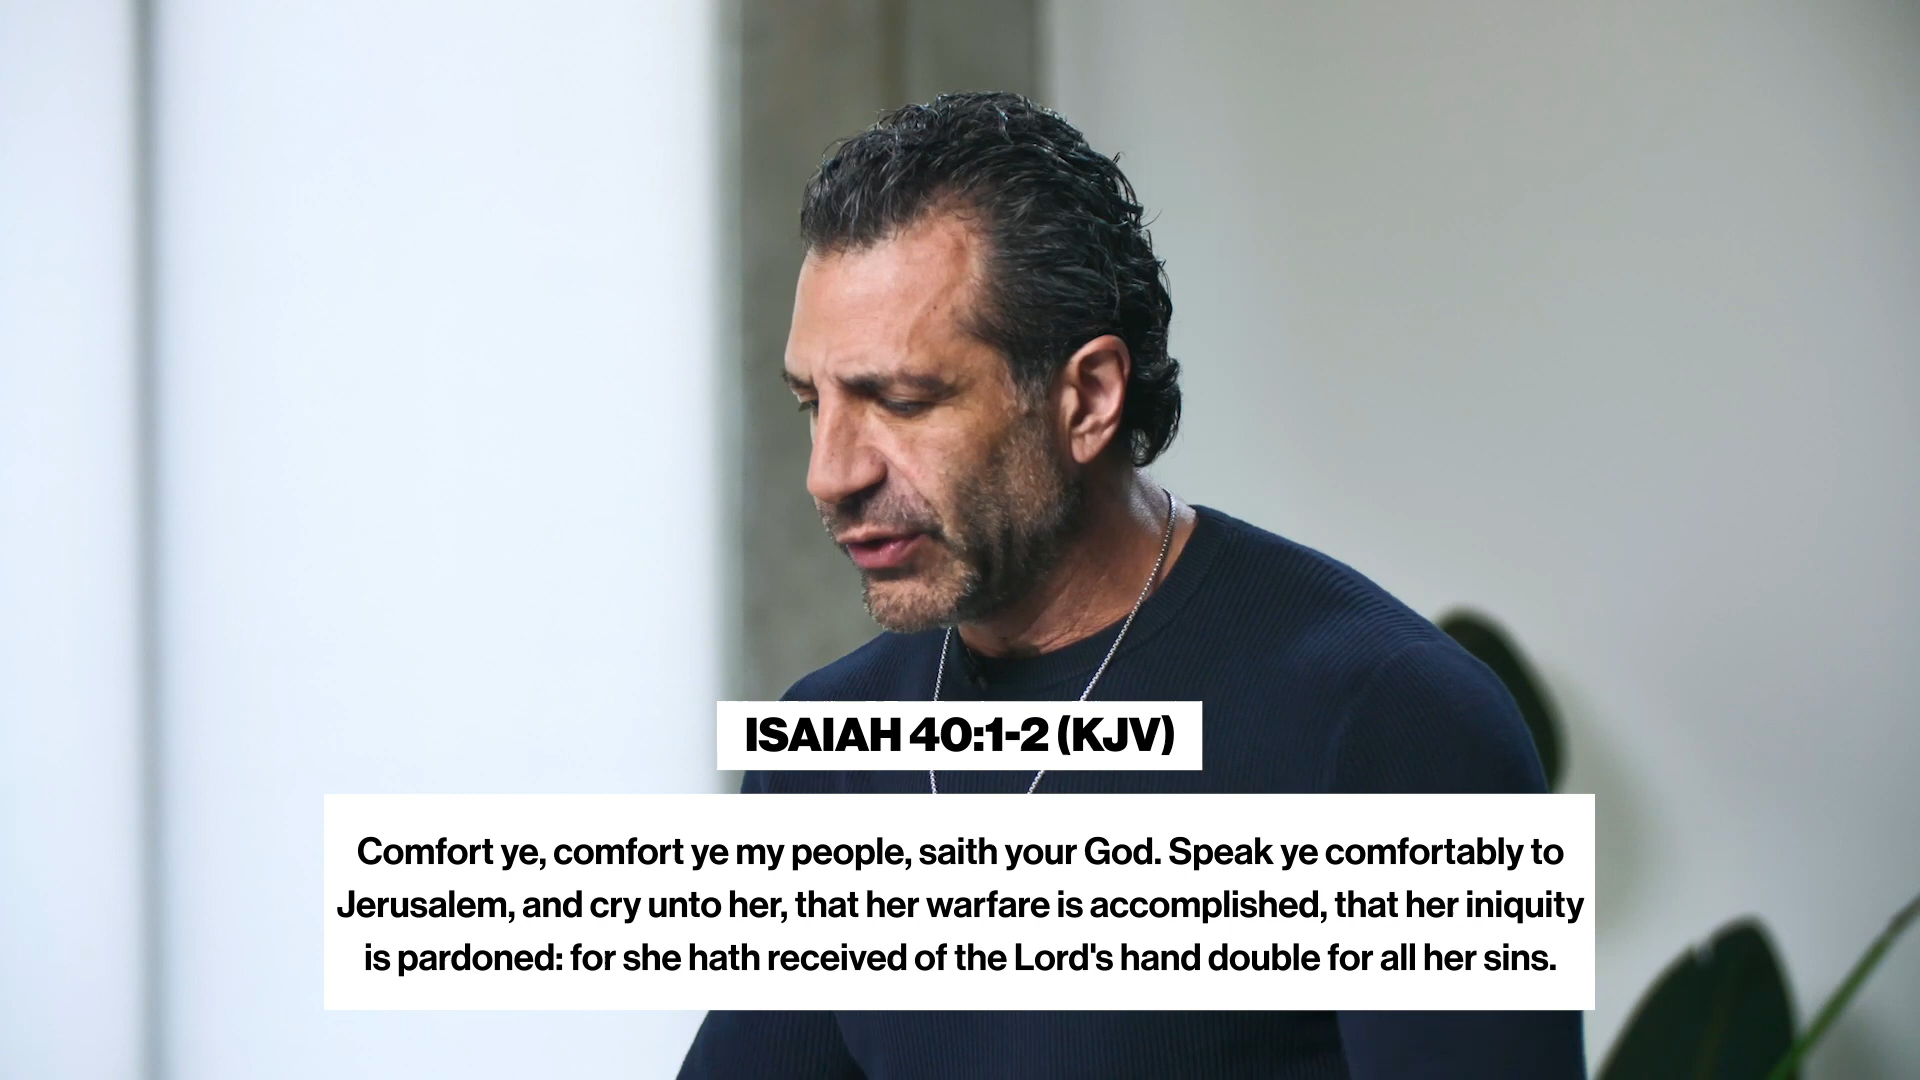 ISAIAH 40:1-2 (KJV)
Comfort ye, comfort ye my people, saith your God. Speak ye comfortably to
Jerusalem, and cry unto her, that her warfare is accomplished, that her iniquity
is pardoned: for she hath received of the Lord's hand double for all her sins.